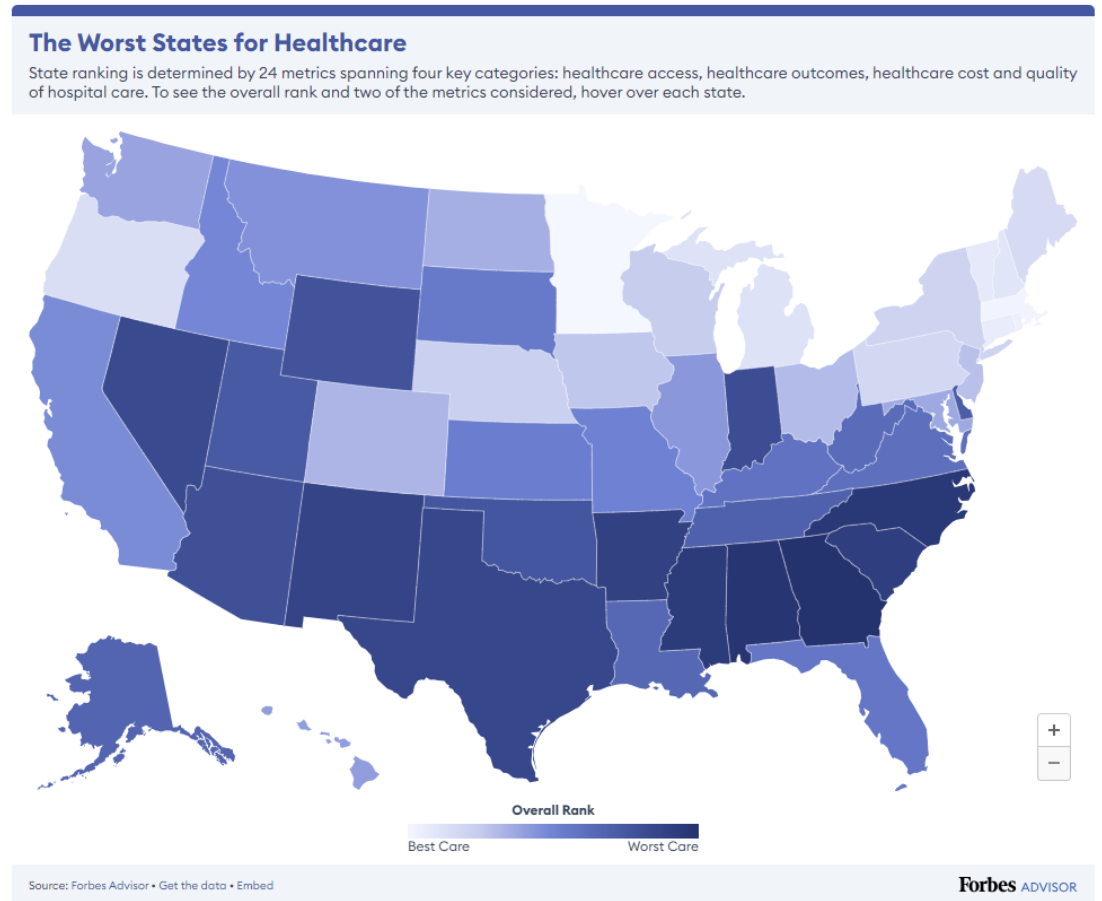 The Worst States for Healthcare
State ranking is determined by 24 metrics spanning four key categories: healthcare access, healthcare outcomes, healthcare cost and quality
of hospital care. To see the overall rank and two of the metrics considered, hover over each state.
+
−
Overall Rank
Best Care Worst Care
Source: Forbes Advisor • Get the data • Embed
Forbes ADVISOR